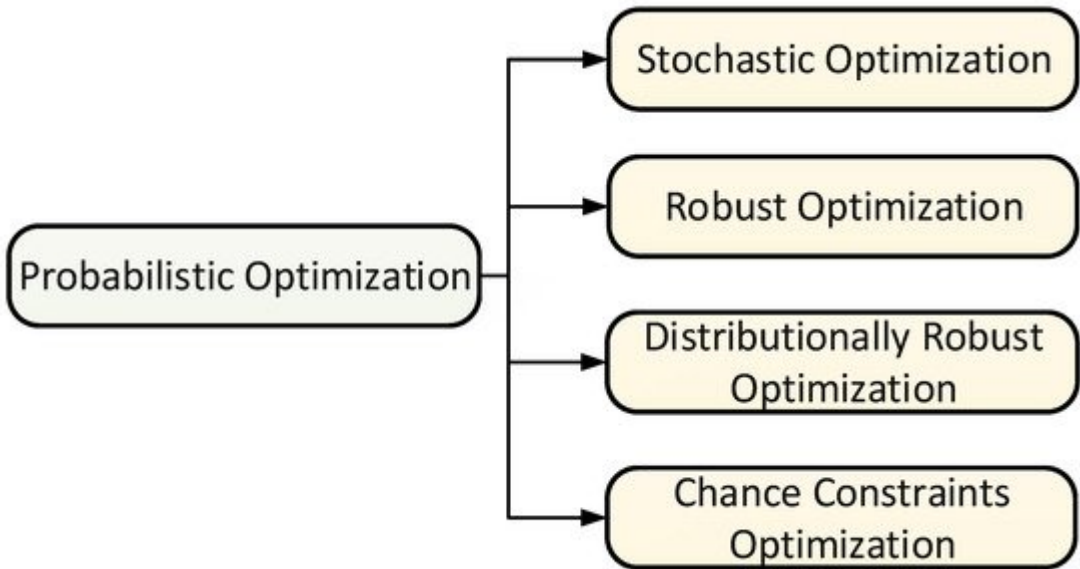 Stochastic Optimization
Robust Optimization
Probabilistic Optimization
Distributionally Robust
Optimization
Chance Constraints
Optimization